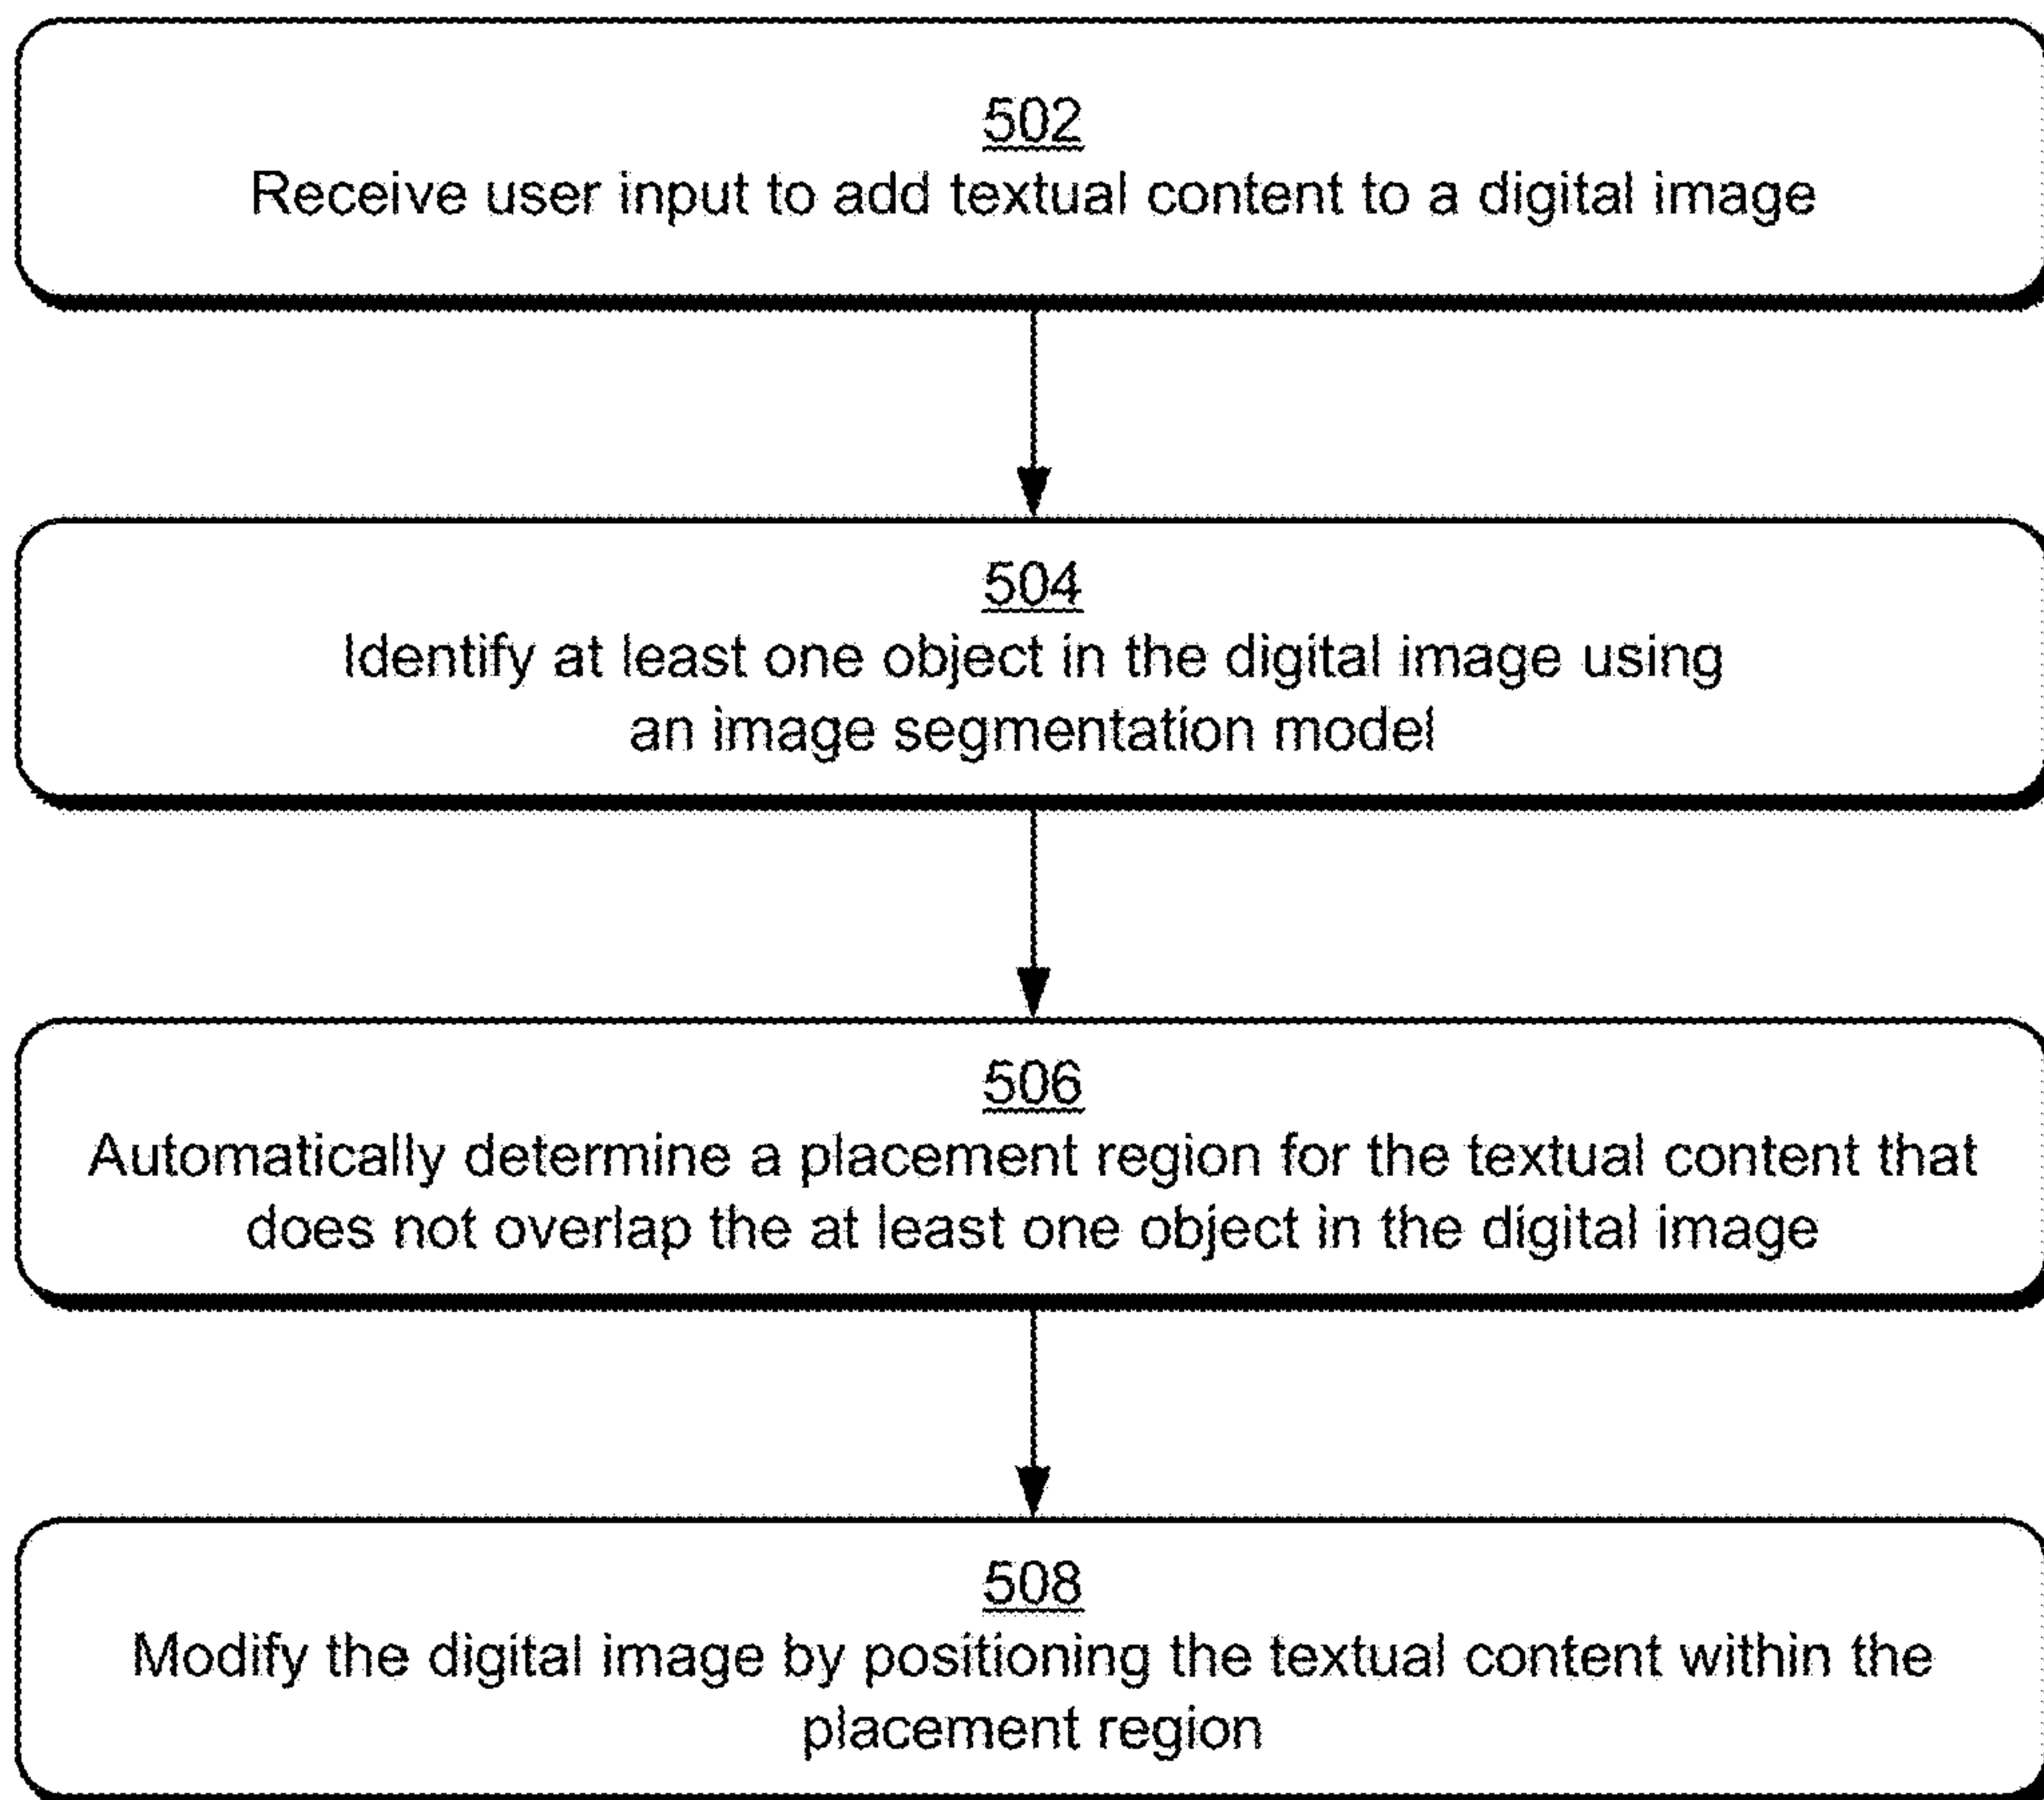 502
Receive user input to add textual content to a digital image
504
Identify at least one object in the digital image using
an image segmentation model
506
Automatically determine a placement region for the textual content that
does not overlap the at least one object in the digital image
508
Modify the digital image by positioning the textual content within the
placement region